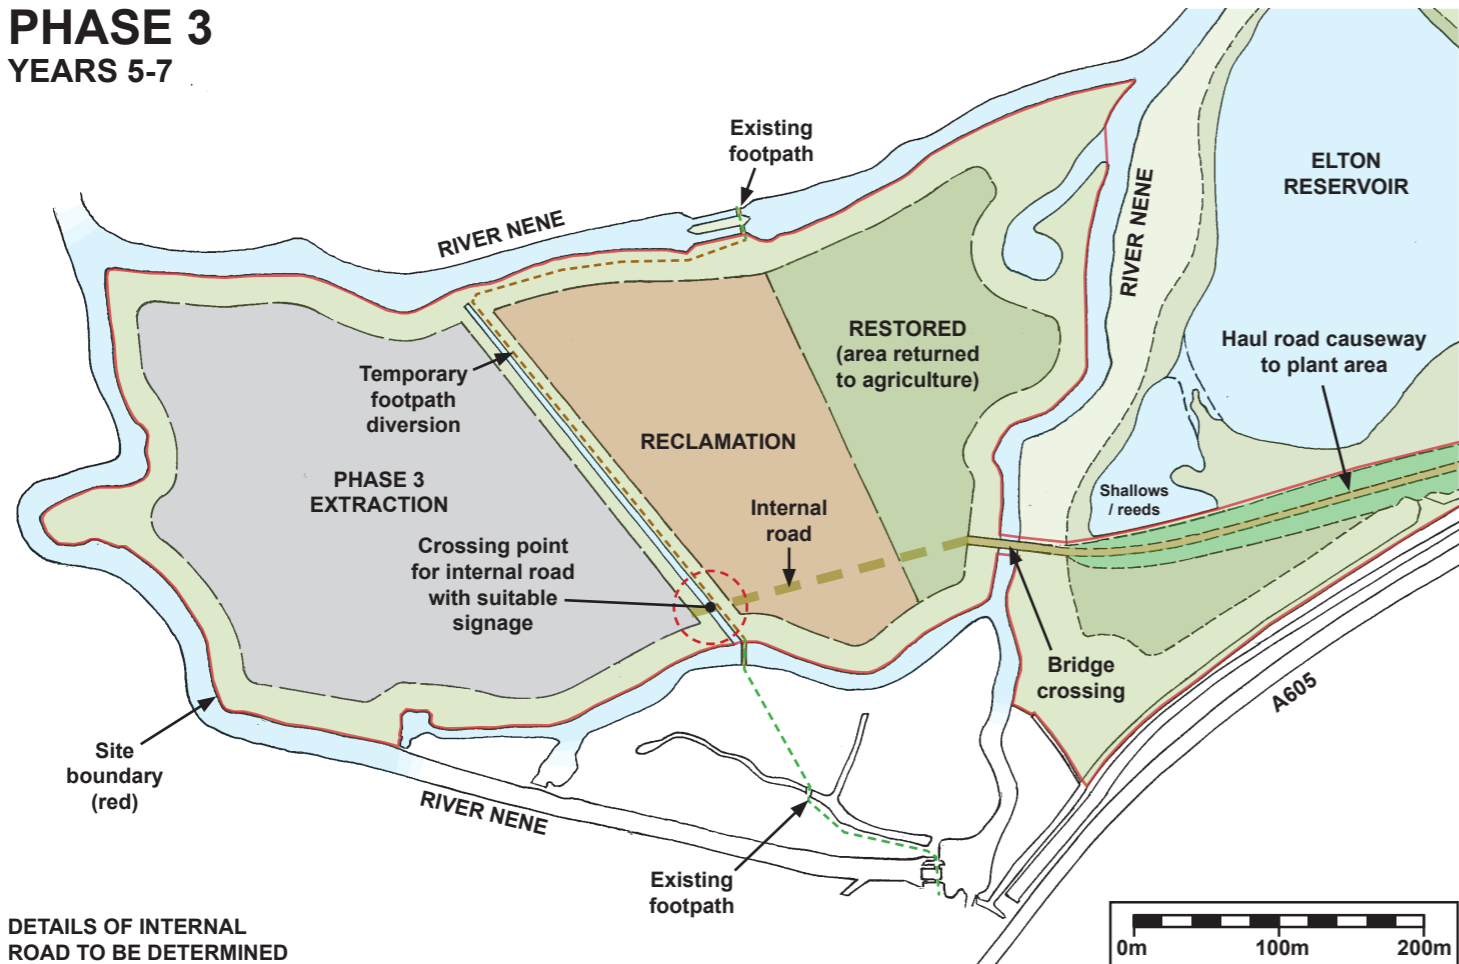 PHASE 3
YEARS 5-7
Existing
footpath
RIVER NENE
ELTON
RESERVOIR
RIVER NENE
RESTORED
(area returned
to agriculture)
Haul road causeway
to plant area
Temporary
footpath
diversion
RECLAMATION
PHASE 3
EXTRACTION
Shallows
/ reeds
Internal
road
Crossing point
for internal road
with suitable
signage
Bridge
crossing
A605
Site
boundary
(red)
RIVER NENE
Existing
footpath
DETAILS OF INTERNAL
ROAD TO BE DETERMINED
0m 100m 200m